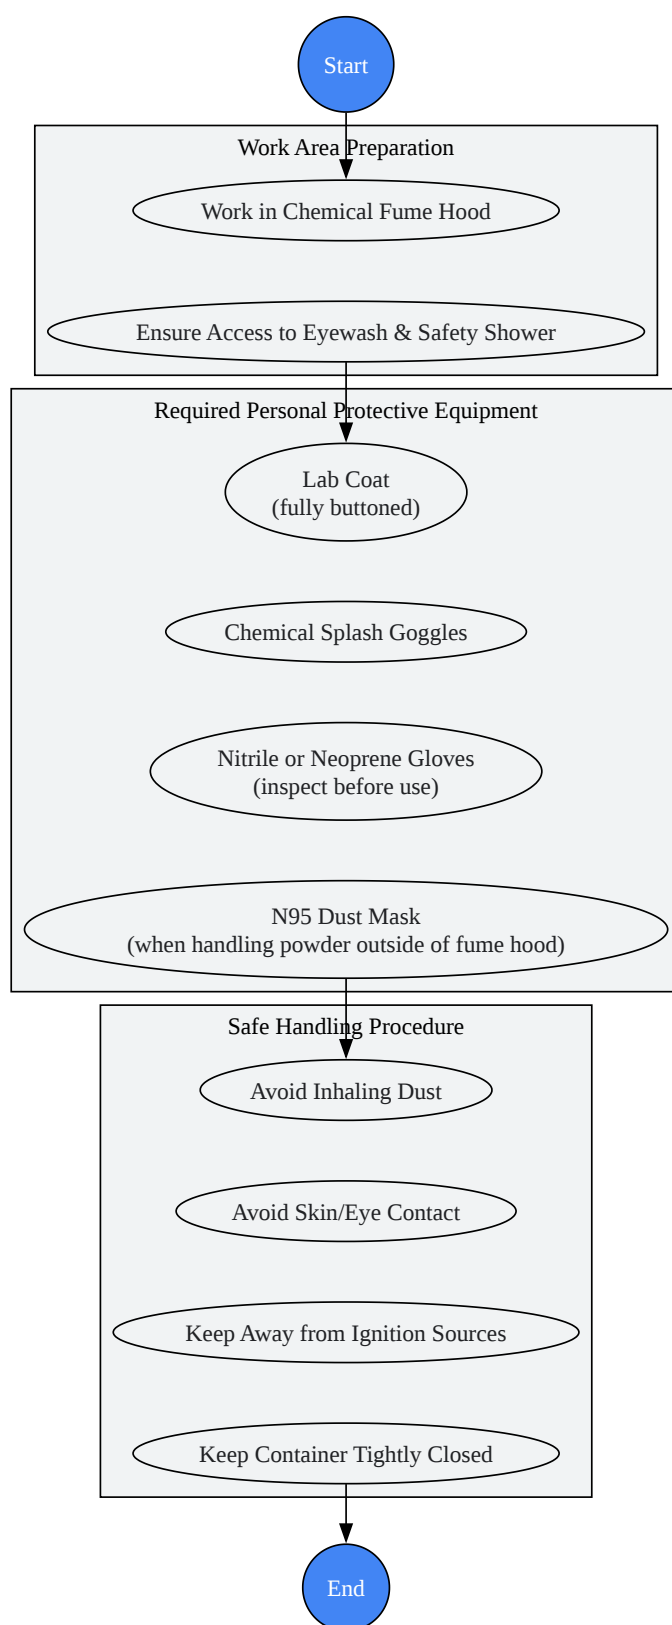 Start
Work Area Preparation
Work in Chemical Fume Hood
Ensure Access to Eyewash & Safety Shower
Required Personal Protective Equipment
Lab Coat
(fully buttoned)
Chemical Splash Goggles
Nitrile or Neoprene Gloves
(inspect before use)
N95 Dust Mask
(when handling powder outside of fume hood)
Safe Handling Procedure
Avoid Inhaling Dust
Avoid Skin/Eye Contact
Keep Away from Ignition Sources
Keep Container Tightly Closed
End